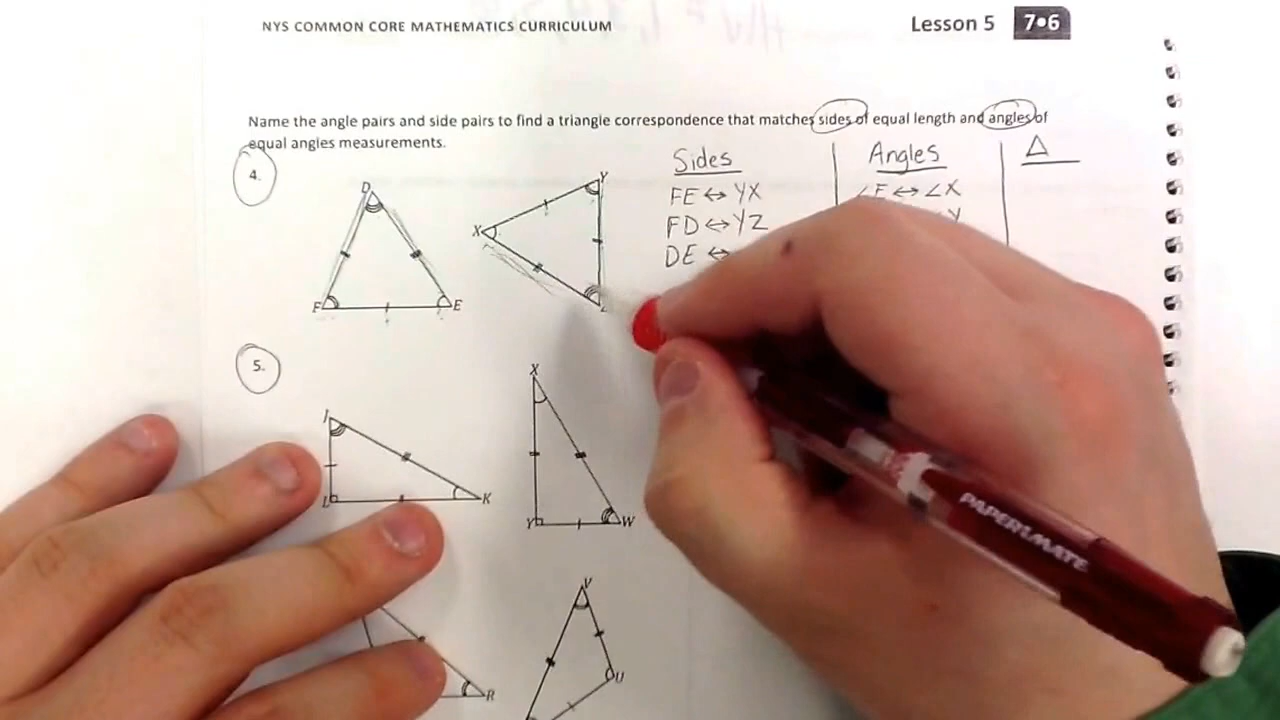 NYS COMMON CORE MATHEMATICS CURRICULUM
Lesson 5 7•6
Name the angle pairs and side pairs to find a triangle correspondence that matches sides of equal length and angles of
equal angles measurements.
4.
D
F
E
Y
X
Sides
FE ↔ YX
FD ↔ YZ
DE ↔
Angles
∠E ↔ ∠X
Y
Δ
5.
I
L
K
X
Y
W
R
V
U
PAPER MATE